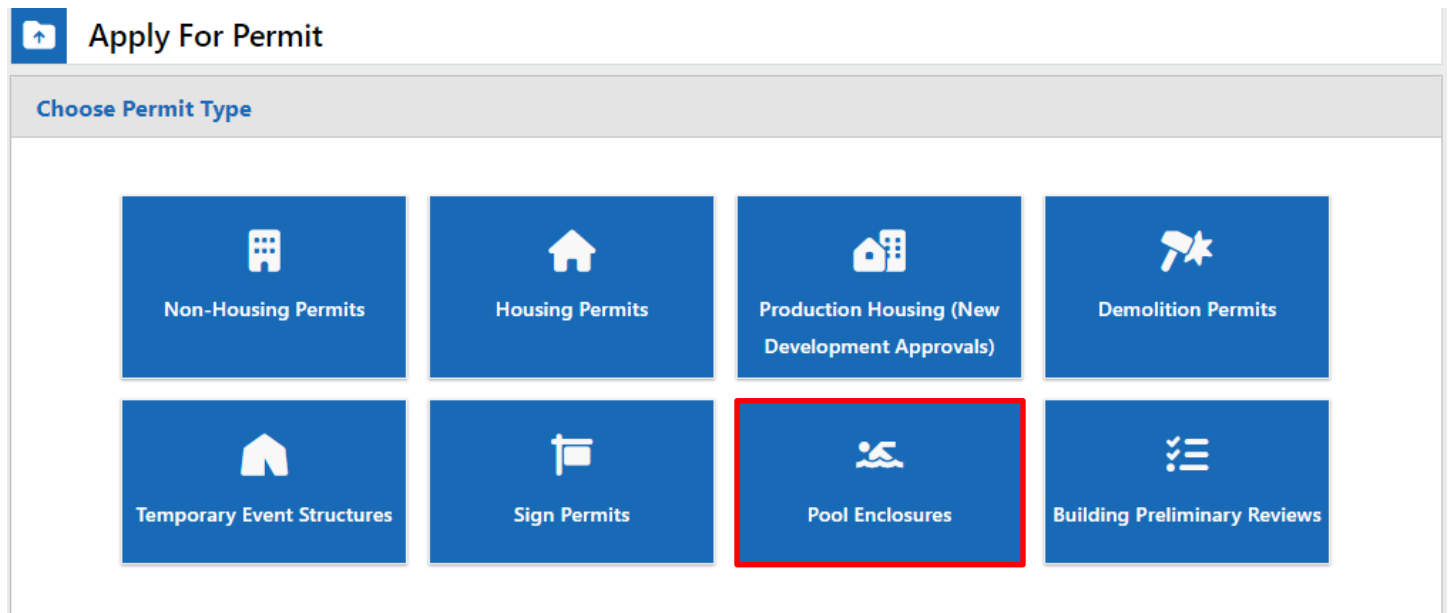 Apply For Permit
Choose Permit Type
Non-Housing Permits
Housing Permits
Production Housing (New
Development Approvals)
Demolition Permits
Temporary Event Structures
Sign Permits
Pool Enclosures
Building Preliminary Reviews